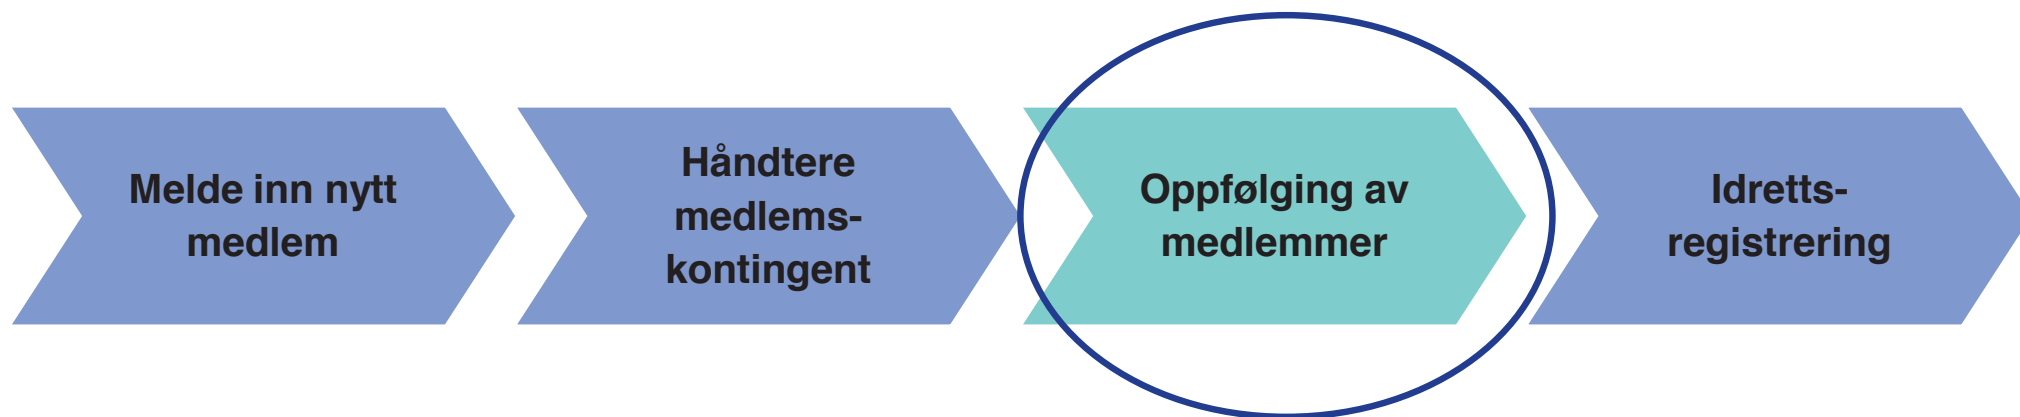 Melde inn nytt
medlem
Håndtere
medlems-
kontingent
Oppfølging av
medlemmer
Idretts-
registrering